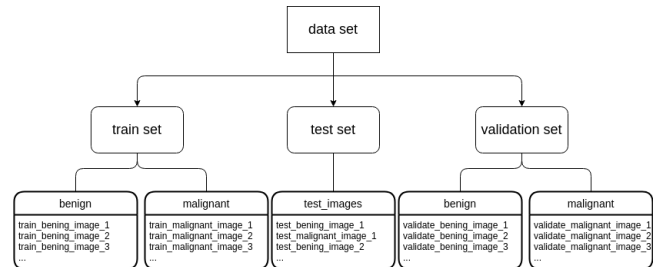 data set
train set
test set
validation set
benign
train_bening_image_1
train_bening_image_2
train_bening_image_3
...
malignant
train_malignant_image_1
train_malignant_image_2
train_malignant_image_3
...
test_images
test_bening_image_1
test_malignant_image_1
test_bening_image_2
...
benign
validate_bening_image_1
validate_bening_image_2
validate_bening_image_3
...
malignant
validate_malignant_image_1
validate_malignant_image_2
validate_malignant_image_3
...